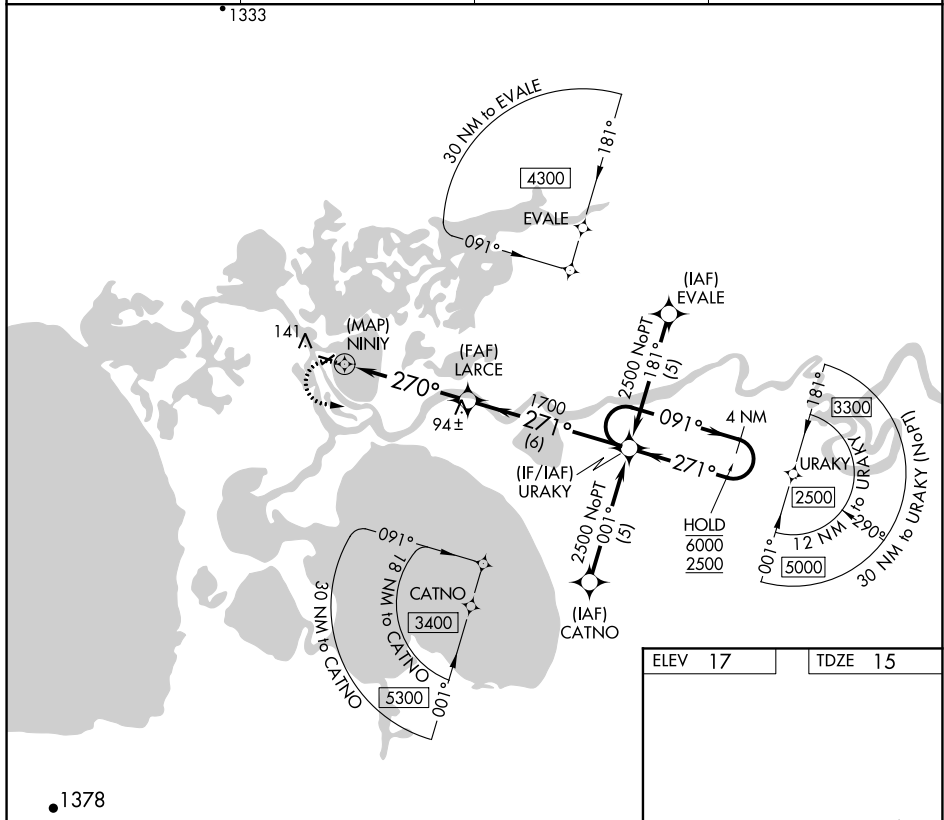 1333
30 NM to EVALE
181°
4300
EVALE
091°
(IAF)
EVALE
2500 NoPT
181°
(5)
141
(MAP)
NINIY
(FAF)
LARCE
270°
94±
1700
271°
(6)
091°
4 NM
271°
(IF/IAF)
URAKY
HOLD
6000
2500
2500 NoPT
001°
(5)
(IAF)
CATNO
181°
3300
URAKY
2500
12 NM to URAKY
290°
30 NM to URAKY (NoPT)
001°
5000
091°
18 NM to CATNO
CATNO
3400
30 NM to CATNO
5300
001°
ELEV 17
TDZE 15
1378